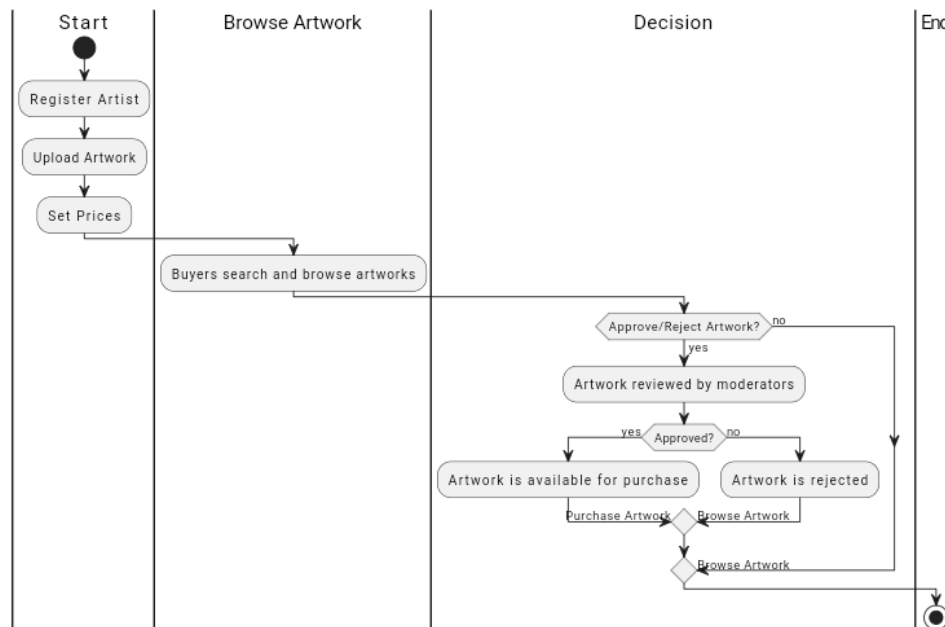 Start
Browse Artwork
Decision
Register Artist
Upload Artwork
Set Prices
Buyers search and browse artworks
Approve/Reject Artwork?
no
yes
Artwork reviewed by moderators
yes
Approved?
no
Artwork is available for purchase
Artwork is rejected
Purchase Artwork
Browse Artwork
Browse Artwork